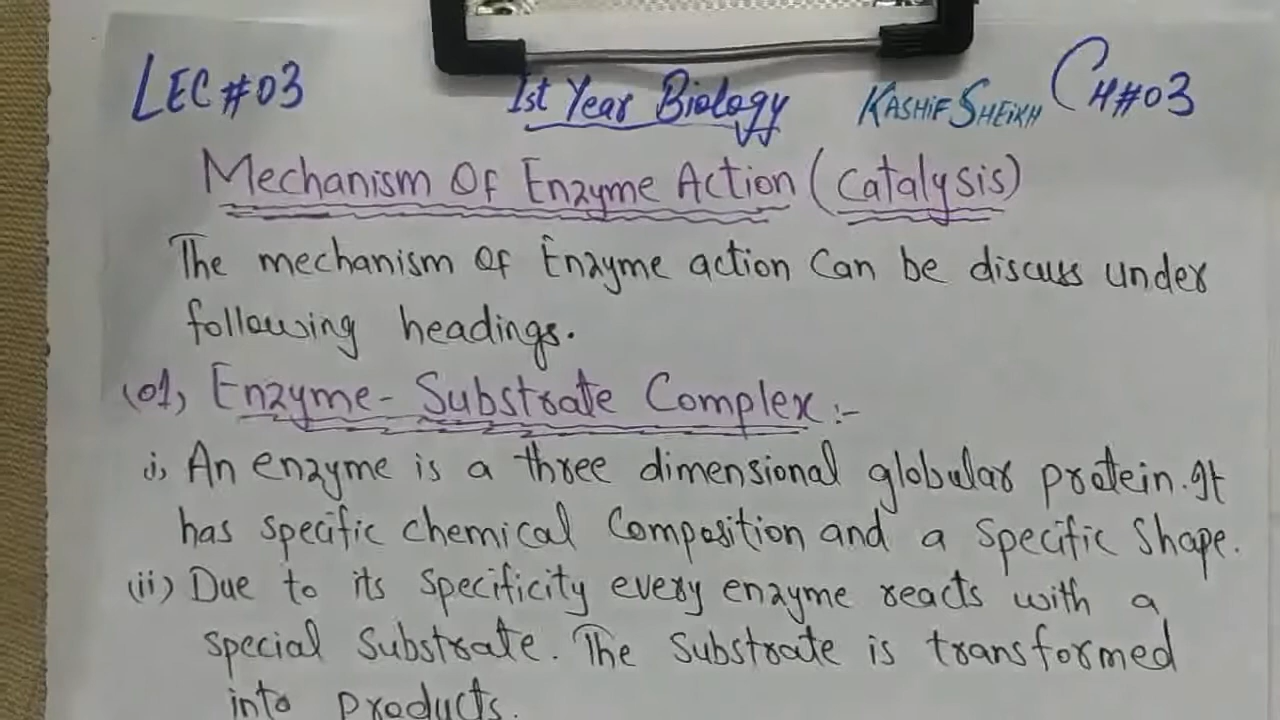 LEC#03 1st Year Biology KASHIF SHEIKH CH#03
Mechanism Of Enzyme Action (Catalysis)
The mechanism of Enzyme action Can be discuss under
following headings.
(01) Enzyme-Substrate Complex:-
i, An enzyme is a three dimensional globular protein. It
has specific chemical Composition and a specific Shape.
(ii) Due to its specificity every enzyme reacts with a
special Substrate. The Substrate is transformed
into products.